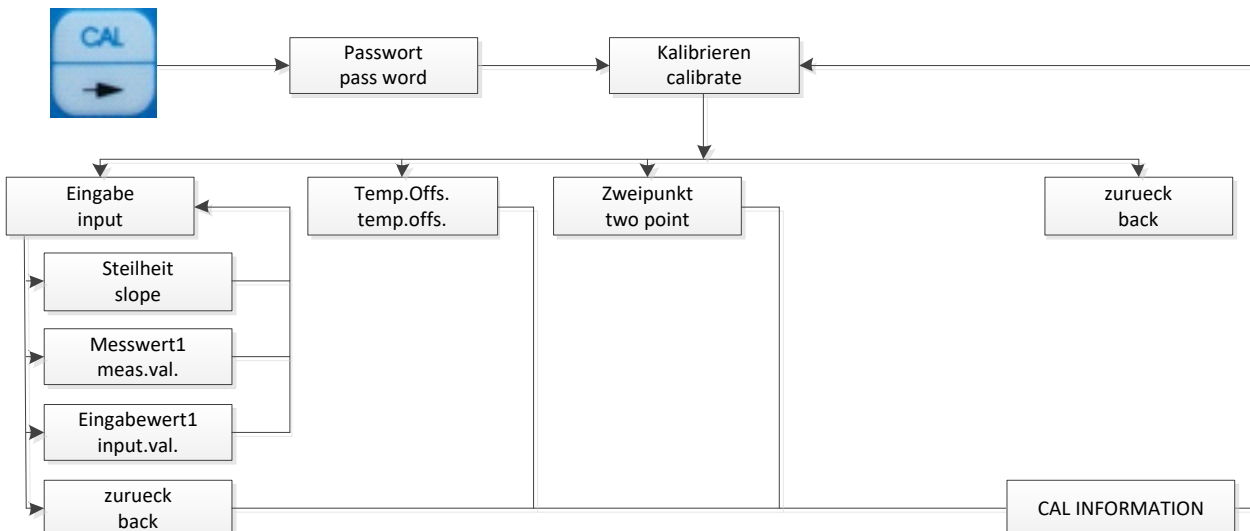 CAL
Passwort
pass word
Kalibrieren
calibrate
Eingabe
input
Temp.Offs.
temp.offs.
Zweipunkt
two point
zurueck
back
Steilheit
slope
Messwert1
meas.val.
Eingabewert1
input.val.
zurueck
back
CAL INFORMATION